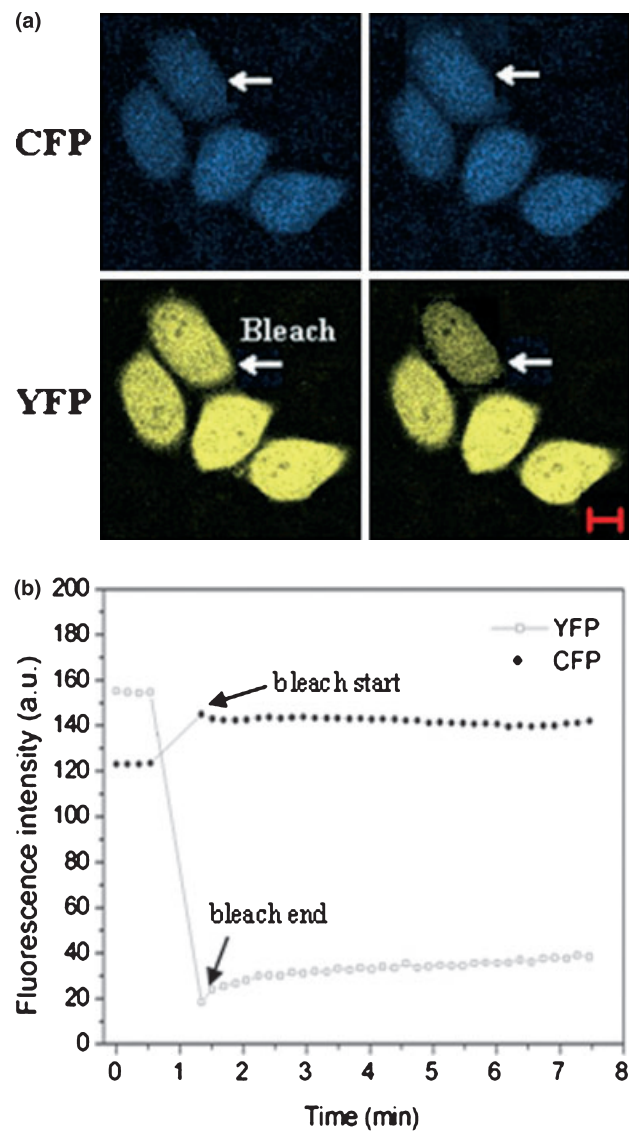 (a)
CFP
Bleach
YFP
(b)
200
180
160
140
120
100
80
60
40
20
0
Fluorescence intensity (a.u.)
YFP
CFP
bleach start
bleach end
0 1 2 3 4 5 6 7 8
Time (min)